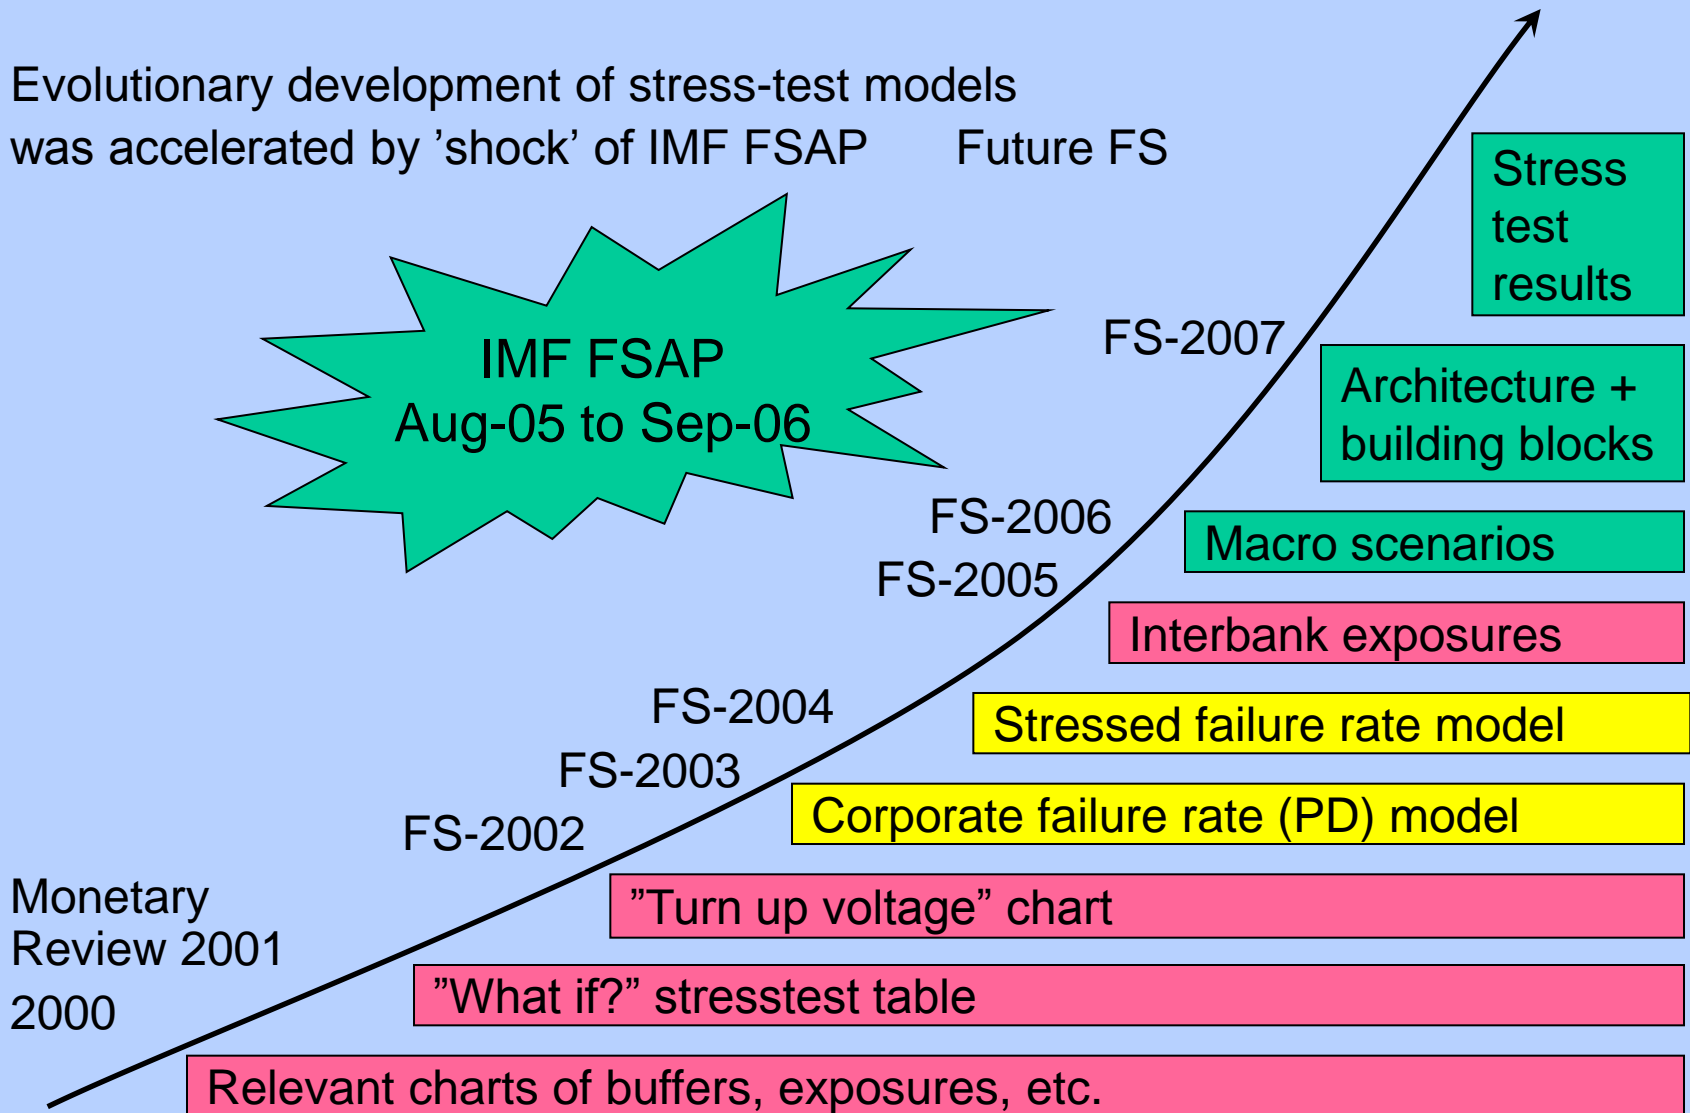 Evolutionary development of stress-test models
was accelerated by ’shock’ of IMF FSAP
Future FS
Stress
test
results
IMF FSAP
Aug-05 to Sep-06
FS-2007
Architecture +
building blocks
FS-2006
Macro scenarios
FS-2005
Interbank exposures
FS-2004
Stressed failure rate model
FS-2003
Corporate failure rate (PD) model
FS-2002
”Turn up voltage” chart
Monetary
Review 2001
”What if?” stresstest table
2000
Relevant charts of buffers, exposures, etc.